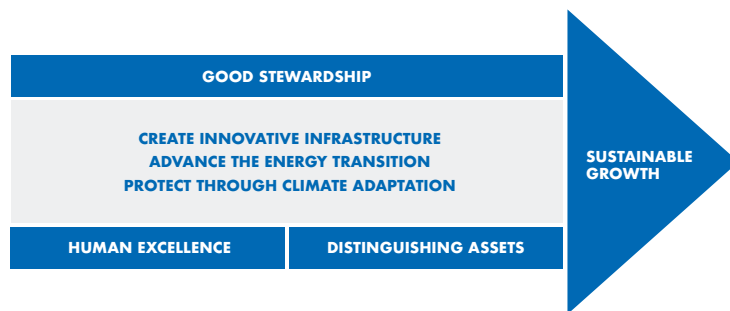 GOOD STEWARDSHIP
CREATE INNOVATIVE INFRASTRUCTURE
ADVANCE THE ENERGY TRANSITION
PROTECT THROUGH CLIMATE ADAPTATION
SUSTAINABLE
GROWTH
HUMAN EXCELLENCE
DISTINGUISHING ASSETS